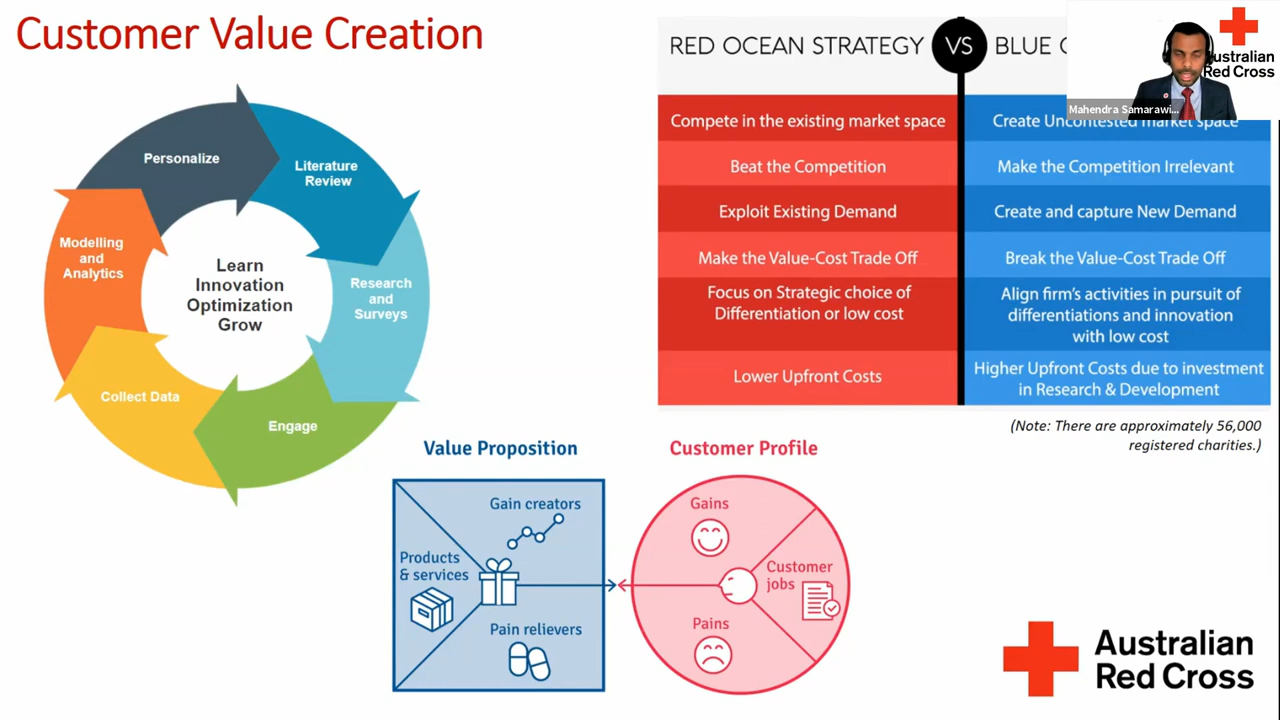 Customer Value Creation
Personalize
Literature
Review
Research
and
Surveys
Engage
Collect Data
Modelling
and
Analytics
Learn
Innovation
Optimization
Grow
RED OCEAN STRATEGY
VS
BLUE
Compete in the existing market space
Create Uncontested market space
Beat the Competition
Make the Competition Irrelevant
Exploit Existing Demand
Create and capture New Demand
Make the Value-Cost Trade Off
Break the Value-Cost Trade Off
Focus on Strategic choice of
Differentiation or low cost
Align firm's activities in pursuit of
differentiations and innovation
with low cost
Lower Upfront Costs
Higher Upfront Costs due to investment
in Research & Development
Mahendra Samarawi...
Australian
Red Cross
(Note: There are approximately 56,000
registered charities.)
Value Proposition
Gain creators
Products
& services
Pain relievers
Customer Profile
Gains
Customer
jobs
Pains
Australian
Red Cross